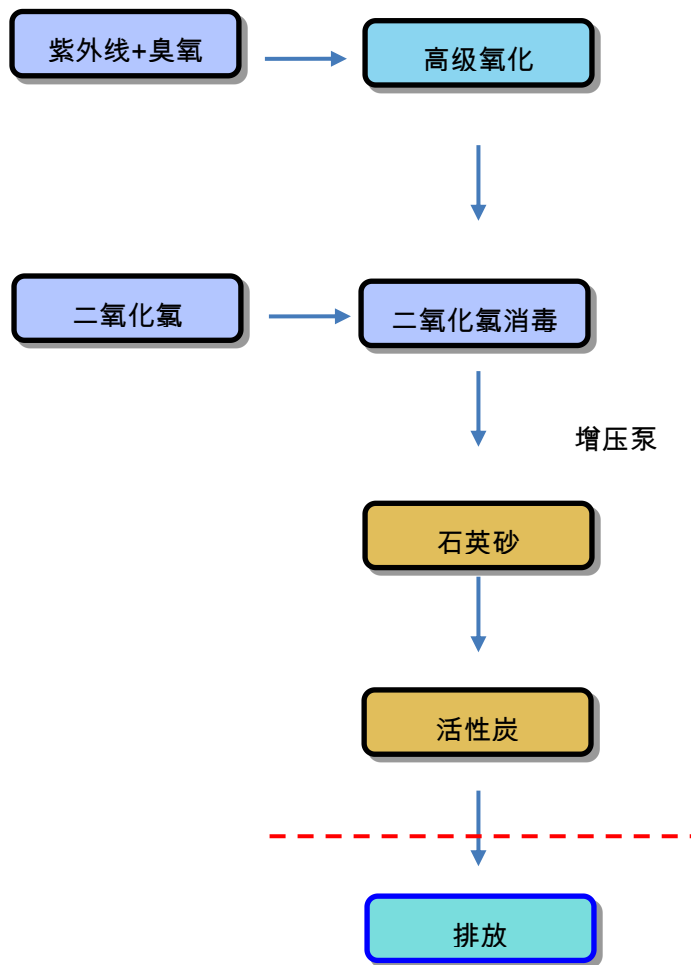 紫外线+臭氧
高级氧化
二氧化氯
二氧化氯消毒
增压泵
石英砂
活性炭
排放